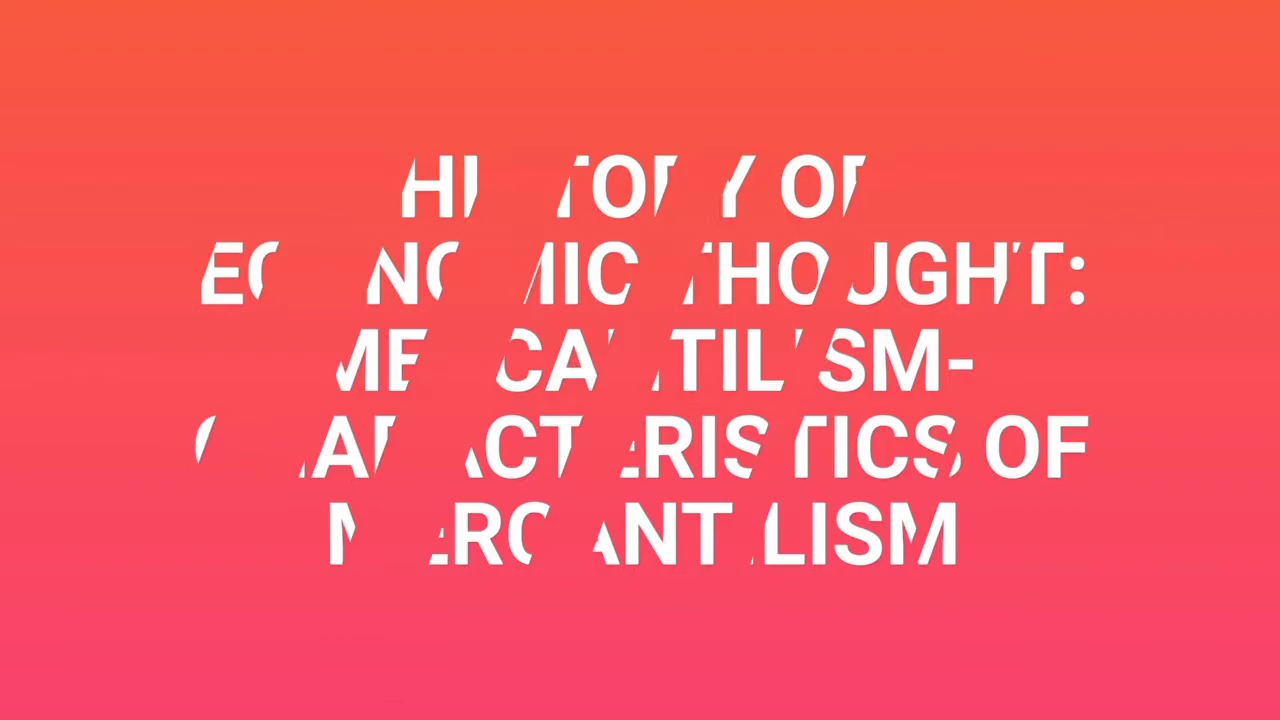 HISTORY OF
ECONOMIC THOUGHT:
MERCANTILISM-
CHARACTERISTICS OF
MERCANTILISM